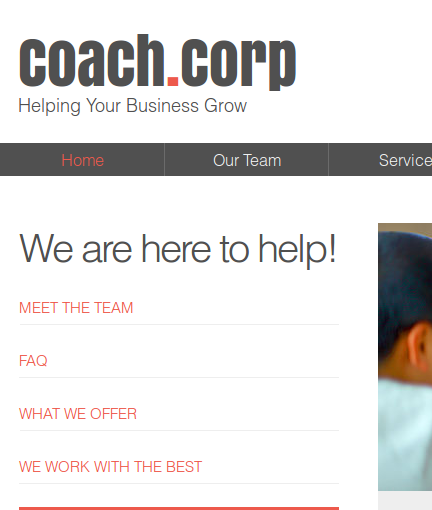 coach.corp
Helping Your Business Grow
Home Our Team Service
We are here to help!
MEET THE TEAM
FAQ
WHAT WE OFFER
WE WORK WITH THE BEST